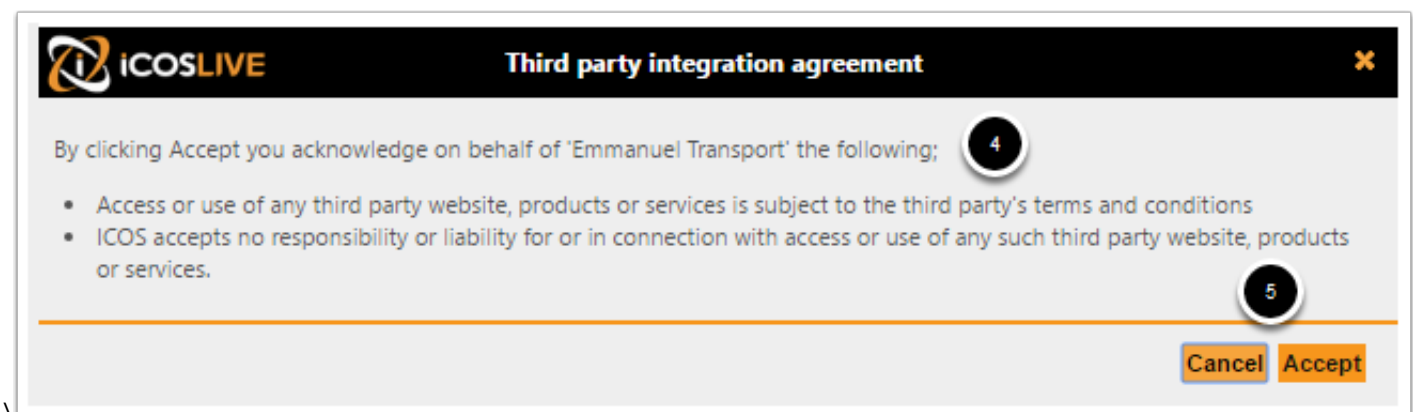 iCOSLIVE
Third party integration agreement
By clicking Accept you acknowledge on behalf of 'Emmanuel Transport' the following;
4
• Access or use of any third party website, products or services is subject to the third party's terms and conditions
• ICOS accepts no responsibility or liability for or in connection with access or use of any such third party website, products
or services.
5
Cancel Accept
\